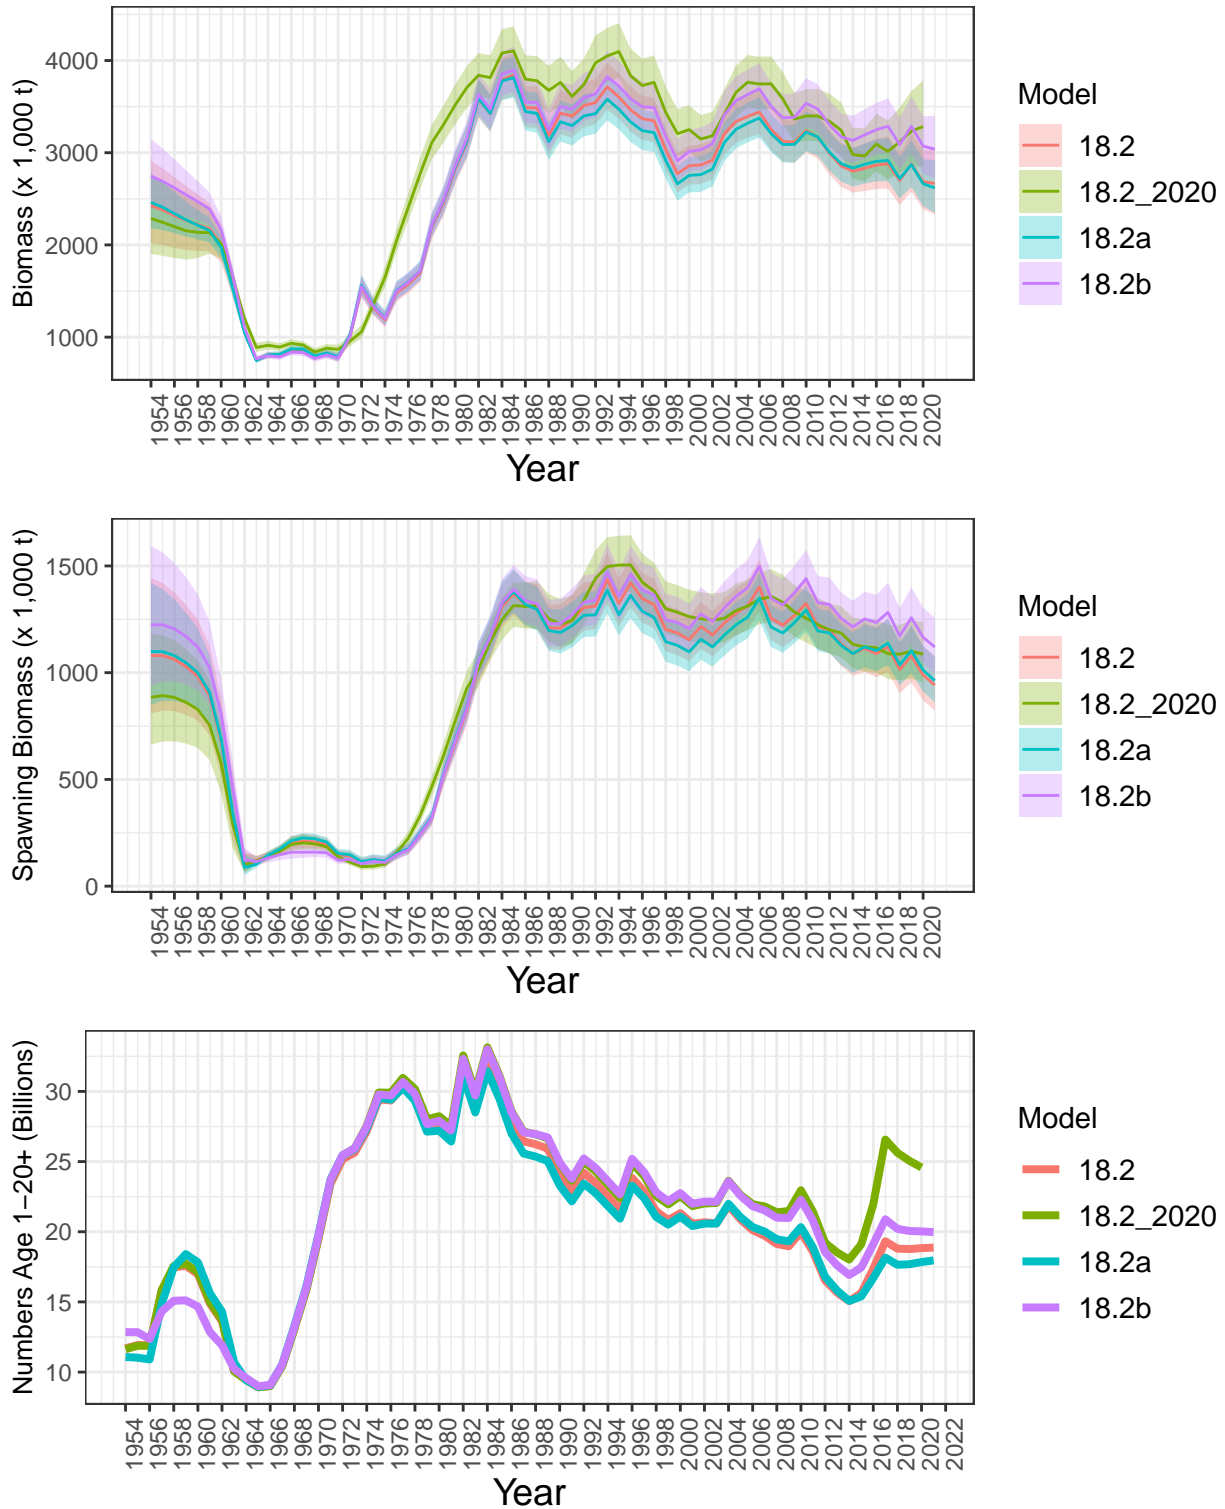 Biomass (x 1,000 t)
4000
3000
2000
1000
1954 1956 1958 1960 1962 1964 1966 1968 1970 1972 1974 1976 1978 1980 1982 1984 1986 1988 1990 1992 1994 1996 1998 2000 2002 2004 2006 2008 2010 2012 2014 2016 2018 2020
Year
Model
18.2
18.2_2020
18.2a
18.2b
Spawning Biomass (x 1,000 t)
1500
1000
500
0
1954 1956 1958 1960 1962 1964 1966 1968 1970 1972 1974 1976 1978 1980 1982 1984 1986 1988 1990 1992 1994 1996 1998 2000 2002 2004 2006 2008 2010 2012 2014 2016 2018 2020
Year
Model
18.2
18.2_2020
18.2a
18.2b
Numbers Age 1−20+ (Billions)
30
25
20
15
10
1954 1956 1958 1960 1962 1964 1966 1968 1970 1972 1974 1976 1978 1980 1982 1984 1986 1988 1990 1992 1994 1996 1998 2000 2002 2004 2006 2008 2010 2012 2014 2016 2018 2020 2022
Year
Model
18.2
18.2_2020
18.2a
18.2b